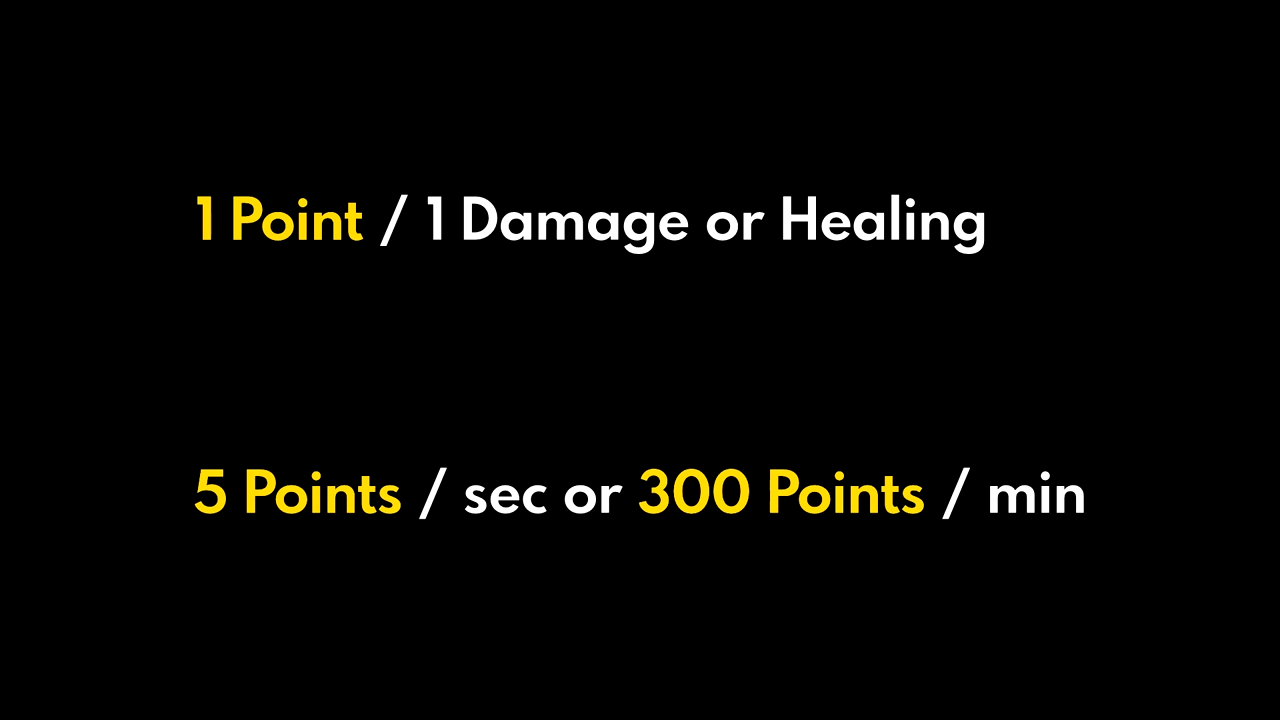 1 Point / 1 Damage or Healing
5 Points / sec or 300 Points / min